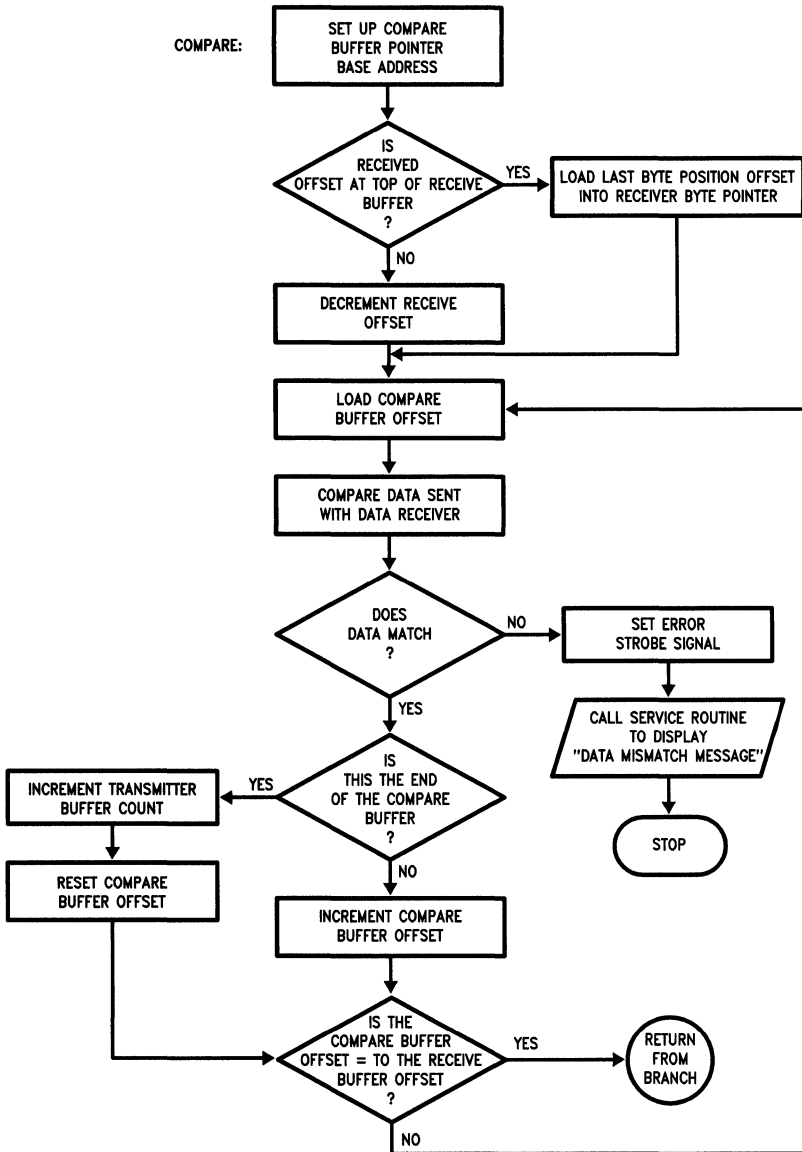 COMPARE:
SET UP COMPARE
BUFFER POINTER
BASE ADDRESS
IS
RECEIVED
OFFSET AT TOP OF RECEIVE
BUFFER
?
YES
LOAD LAST BYTE POSITION OFFSET
INTO RECEIVER BYTE POINTER
NO
DECREMENT RECEIVE
OFFSET
LOAD COMPARE
BUFFER OFFSET
COMPARE DATA SENT
WITH DATA RECEIVER
DOES
DATA MATCH
?
NO
SET ERROR
STROBE SIGNAL
CALL SERVICE ROUTINE
TO DISPLAY
"DATA MISMATCH MESSAGE"
STOP
YES
IS
THIS THE END
OF THE COMPARE
BUFFER
?
YES
INCREMENT TRANSMITTER
BUFFER COUNT
RESET COMPARE
BUFFER OFFSET
NO
INCREMENT COMPARE
BUFFER OFFSET
IS THE
COMPARE BUFFER
OFFSET = TO THE RECEIVE
BUFFER OFFSET
?
YES
RETURN
FROM
BRANCH
NO